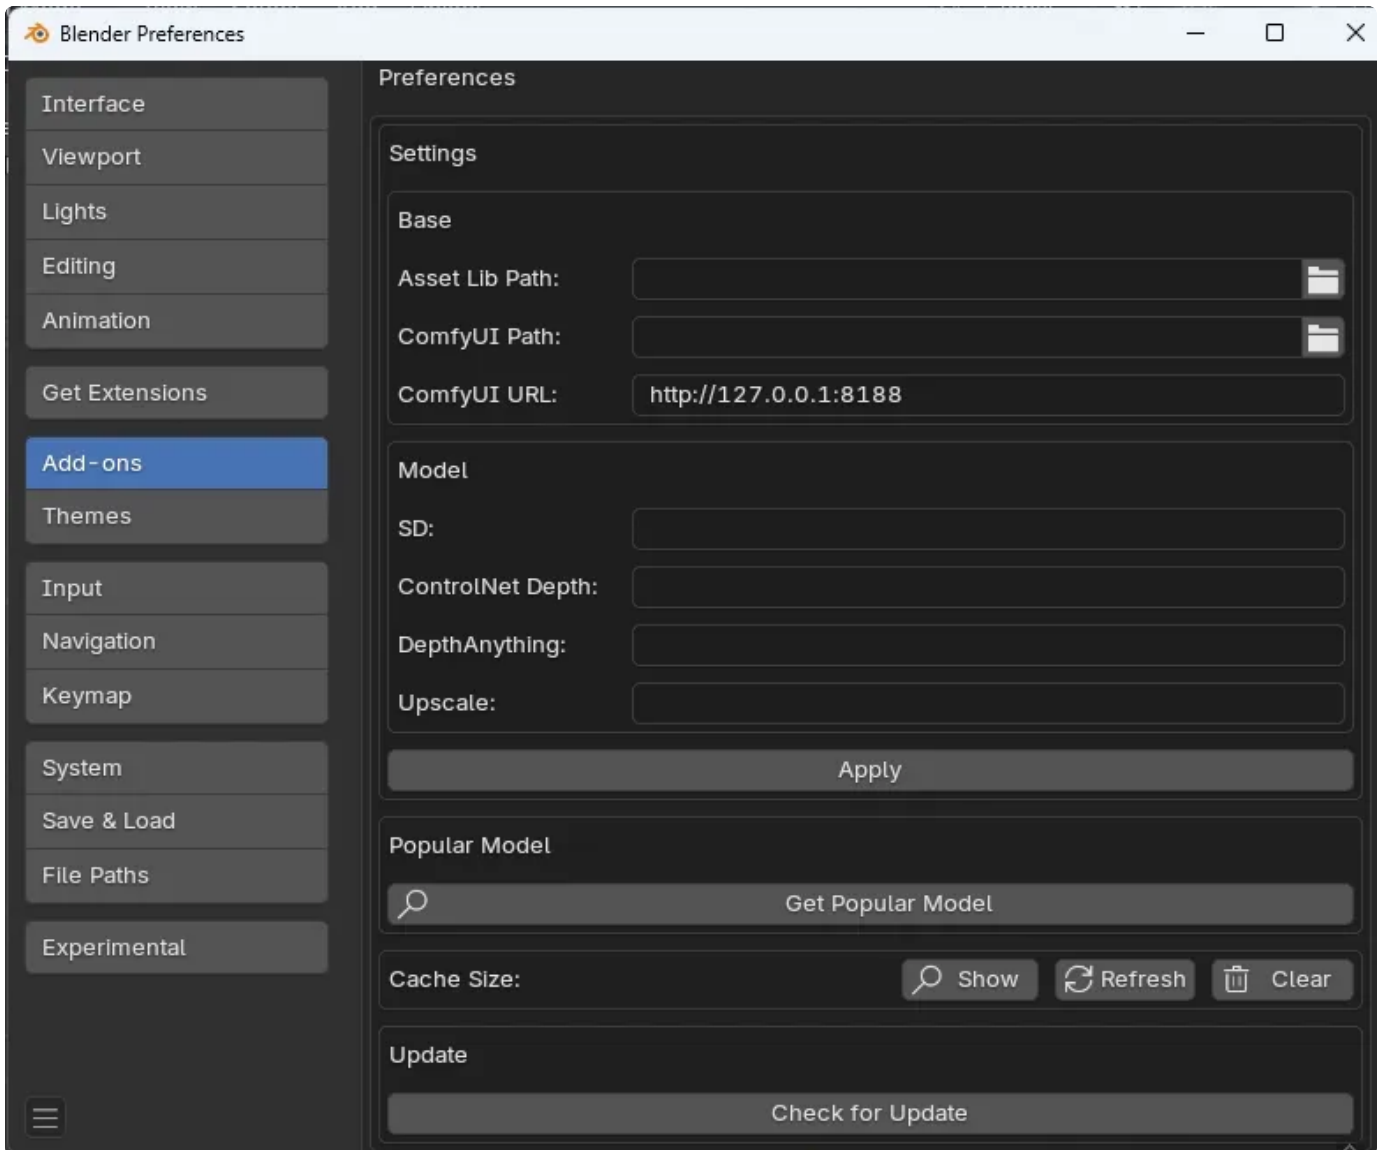 Blender Preferences
Interface
Viewport
Lights
Editing
Animation
Get Extensions
Add-ons
Themes
Input
Navigation
Keymap
System
Save & Load
File Paths
Experimental
Preferences
Settings
Base
Asset Lib Path:
ComfyUI Path:
ComfyUI URL: http://127.0.0.1:8188
Model
SD:
ControlNet Depth:
DepthAnything:
Upscale:
Apply
Popular Model
Get Popular Model
Cache Size: Show Refresh Clear
Update
Check for Update